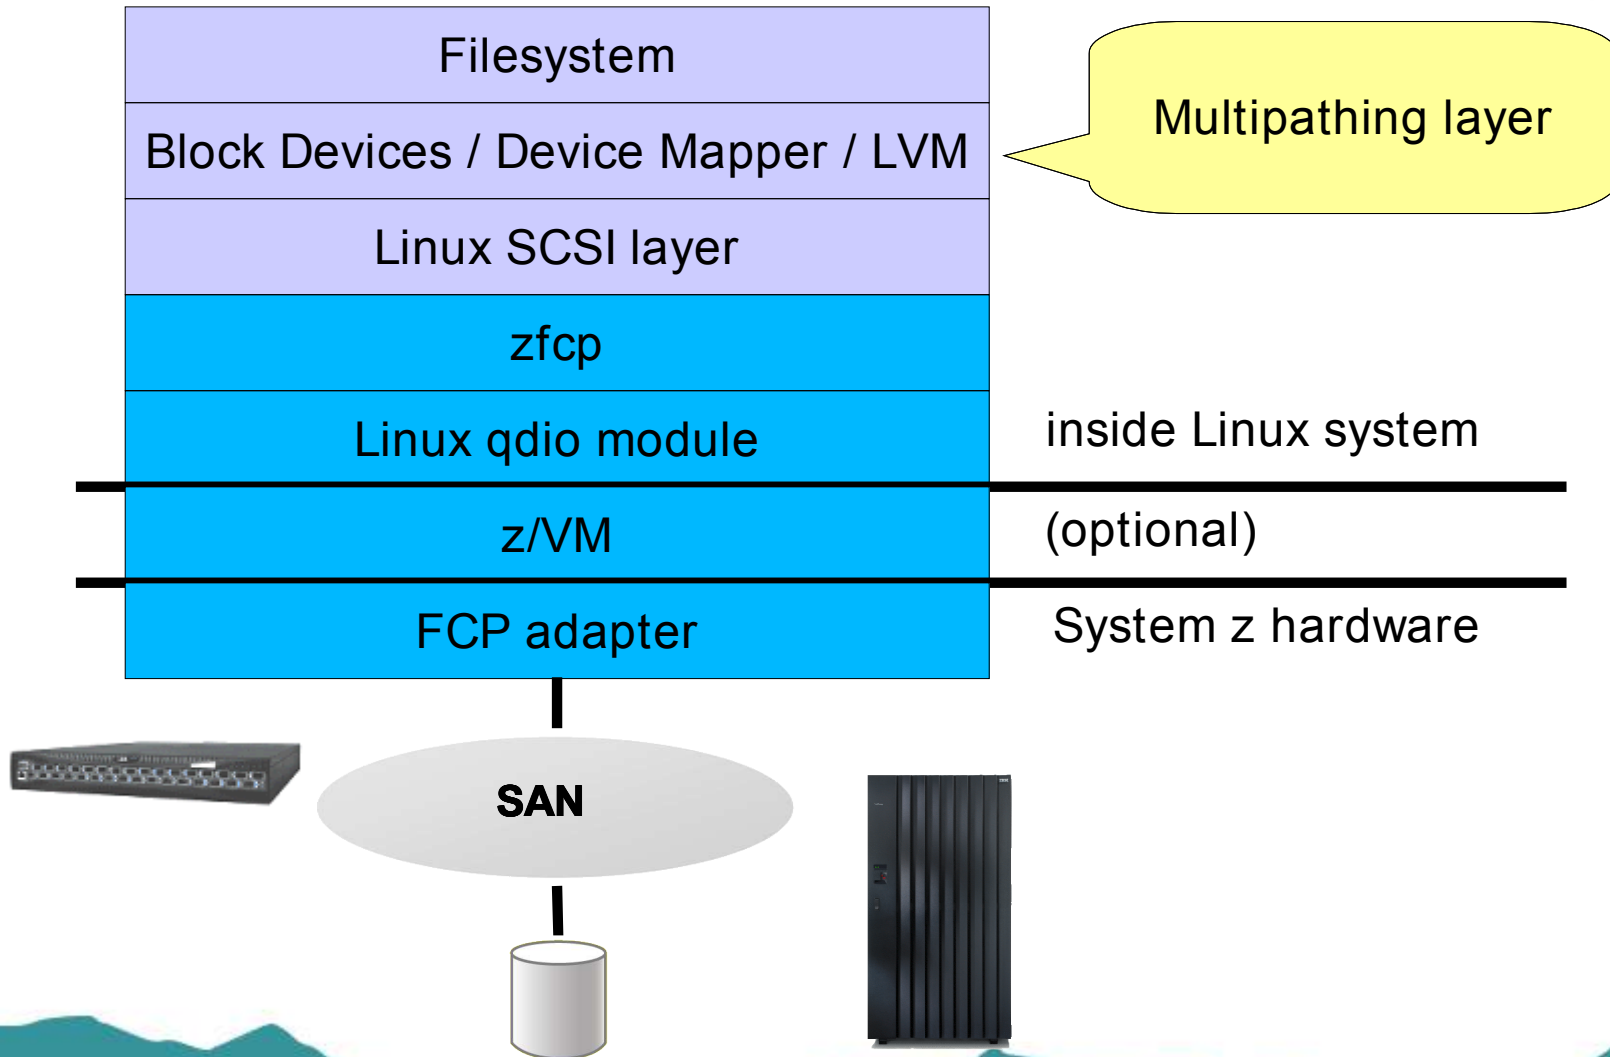 Filesystem
Block Devices / Device Mapper / LVM
Multipathing layer
Linux SCSI layer
zfcp
Linux qdio module
inside Linux system
z/VM
(optional)
FCP adapter
System z hardware
SAN